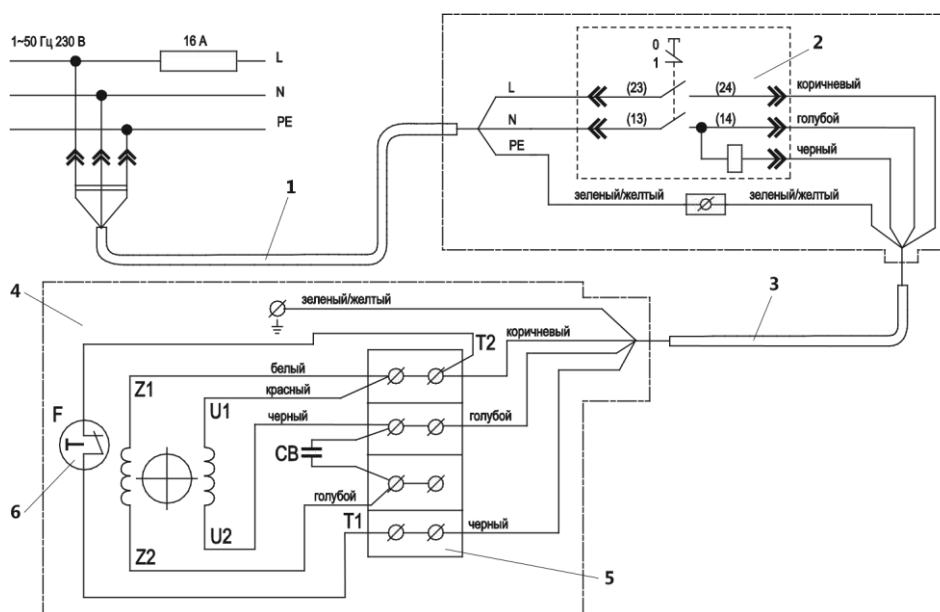 1~50 Гц 230 В
16 А
L
N
PE
1
0
1
2
L
(23)
(24)
коричневый
N
(13)
(14)
голубой
черный
PE
зеленый/желтый
зеленый/желтый
3
4
зеленый/желтый
T2
коричневый
белый
Z1
красный
U1
F
черный
голубой
CB
6
голубой
T1
черный
U2
Z2
5